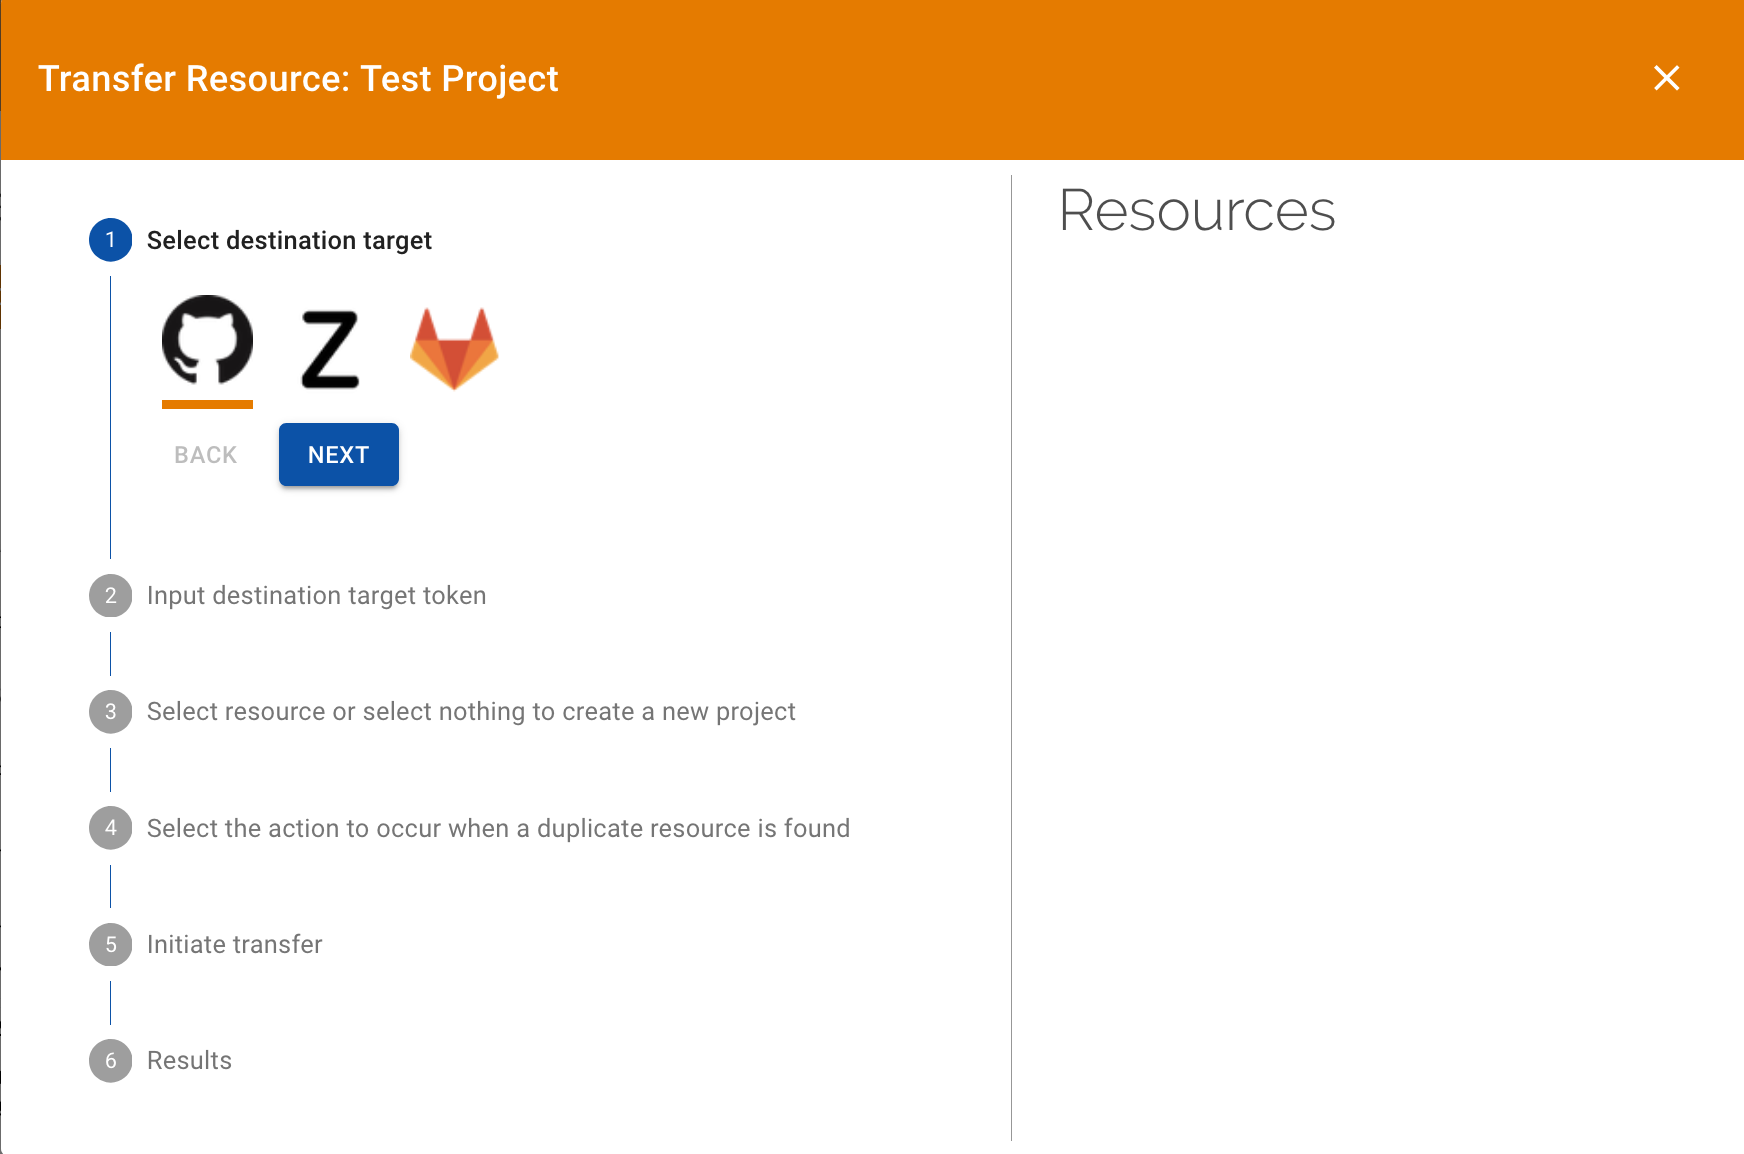 Transfer Resource: Test Project
1 Select destination target
Z
BACK NEXT
2 Input destination target token
3 Select resource or select nothing to create a new project
4 Select the action to occur when a duplicate resource is found
5 Initiate transfer
6 Results
Resources